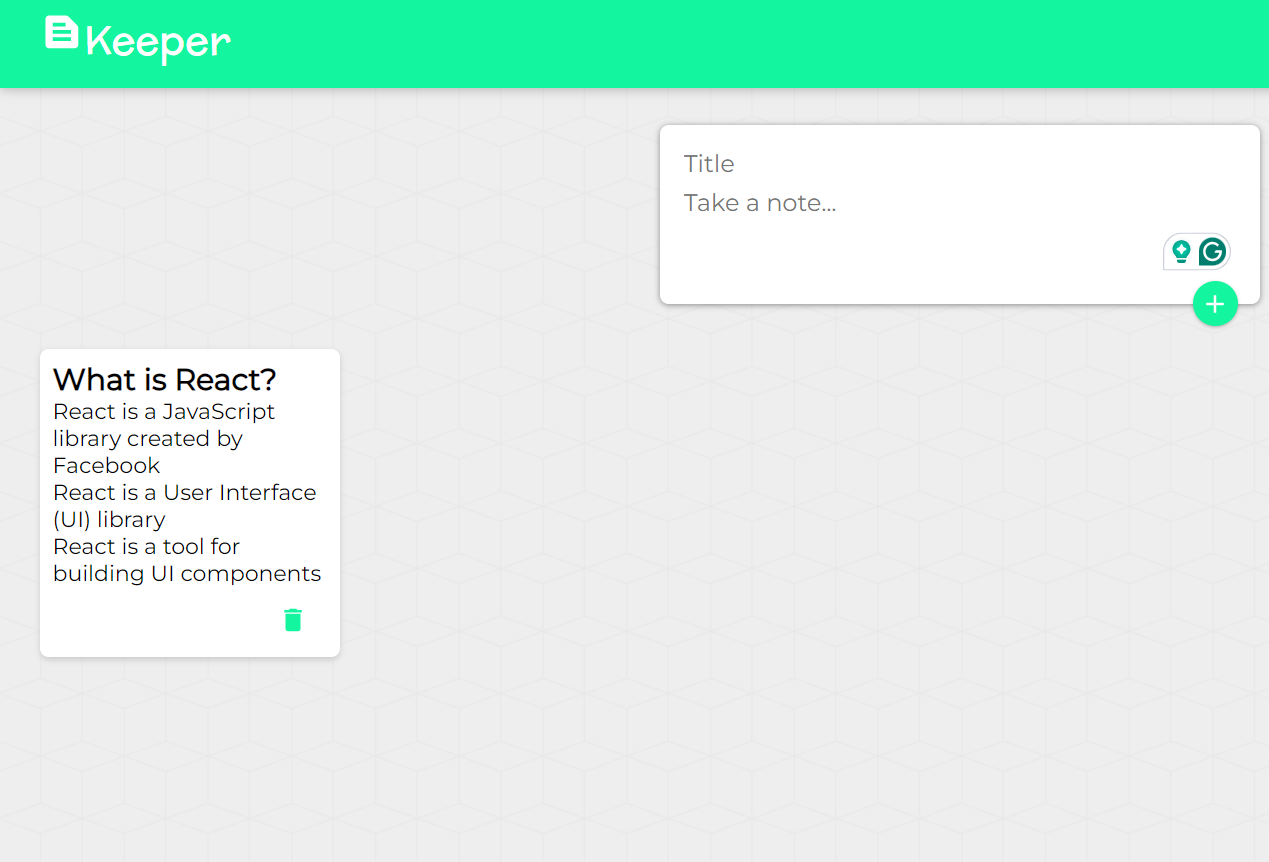 Keeper
Title
Take a note...
What is React?
React is a JavaScript
library created by
Facebook
React is a User Interface
(UI) library
React is a tool for
building UI components